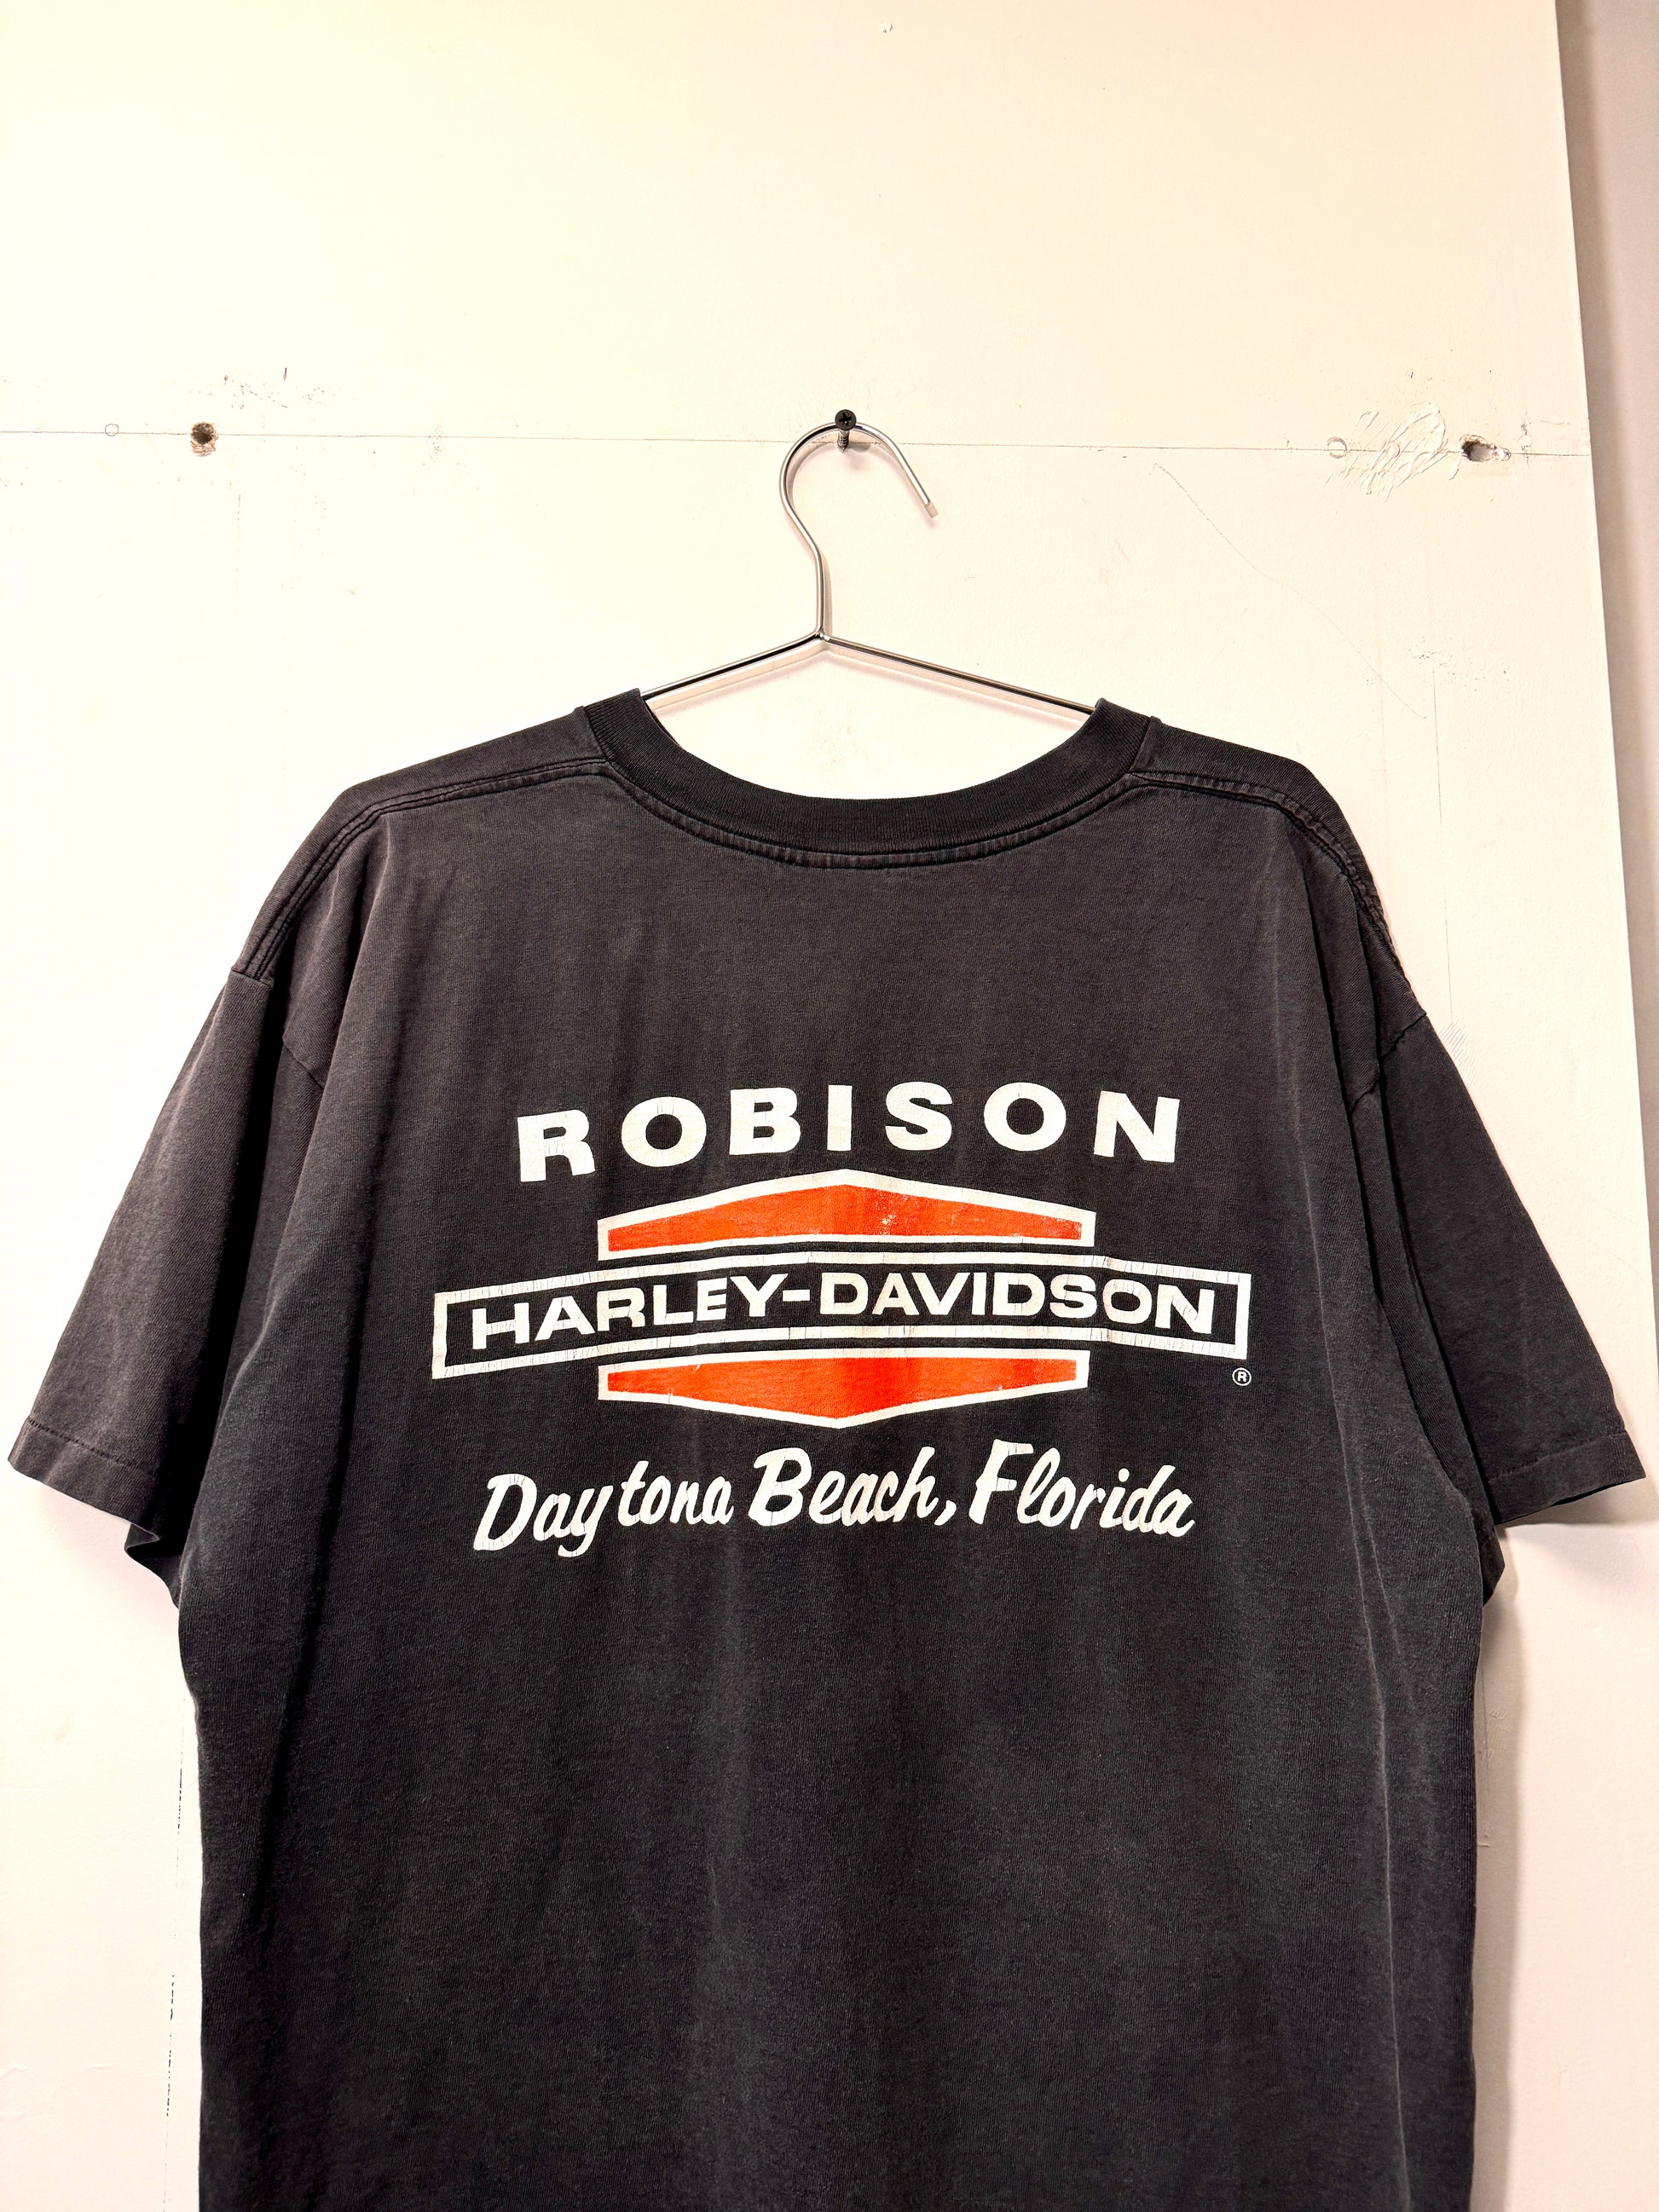 ROBISON
HARLEY-DAVIDSON
®
Daytona Beach, Florida